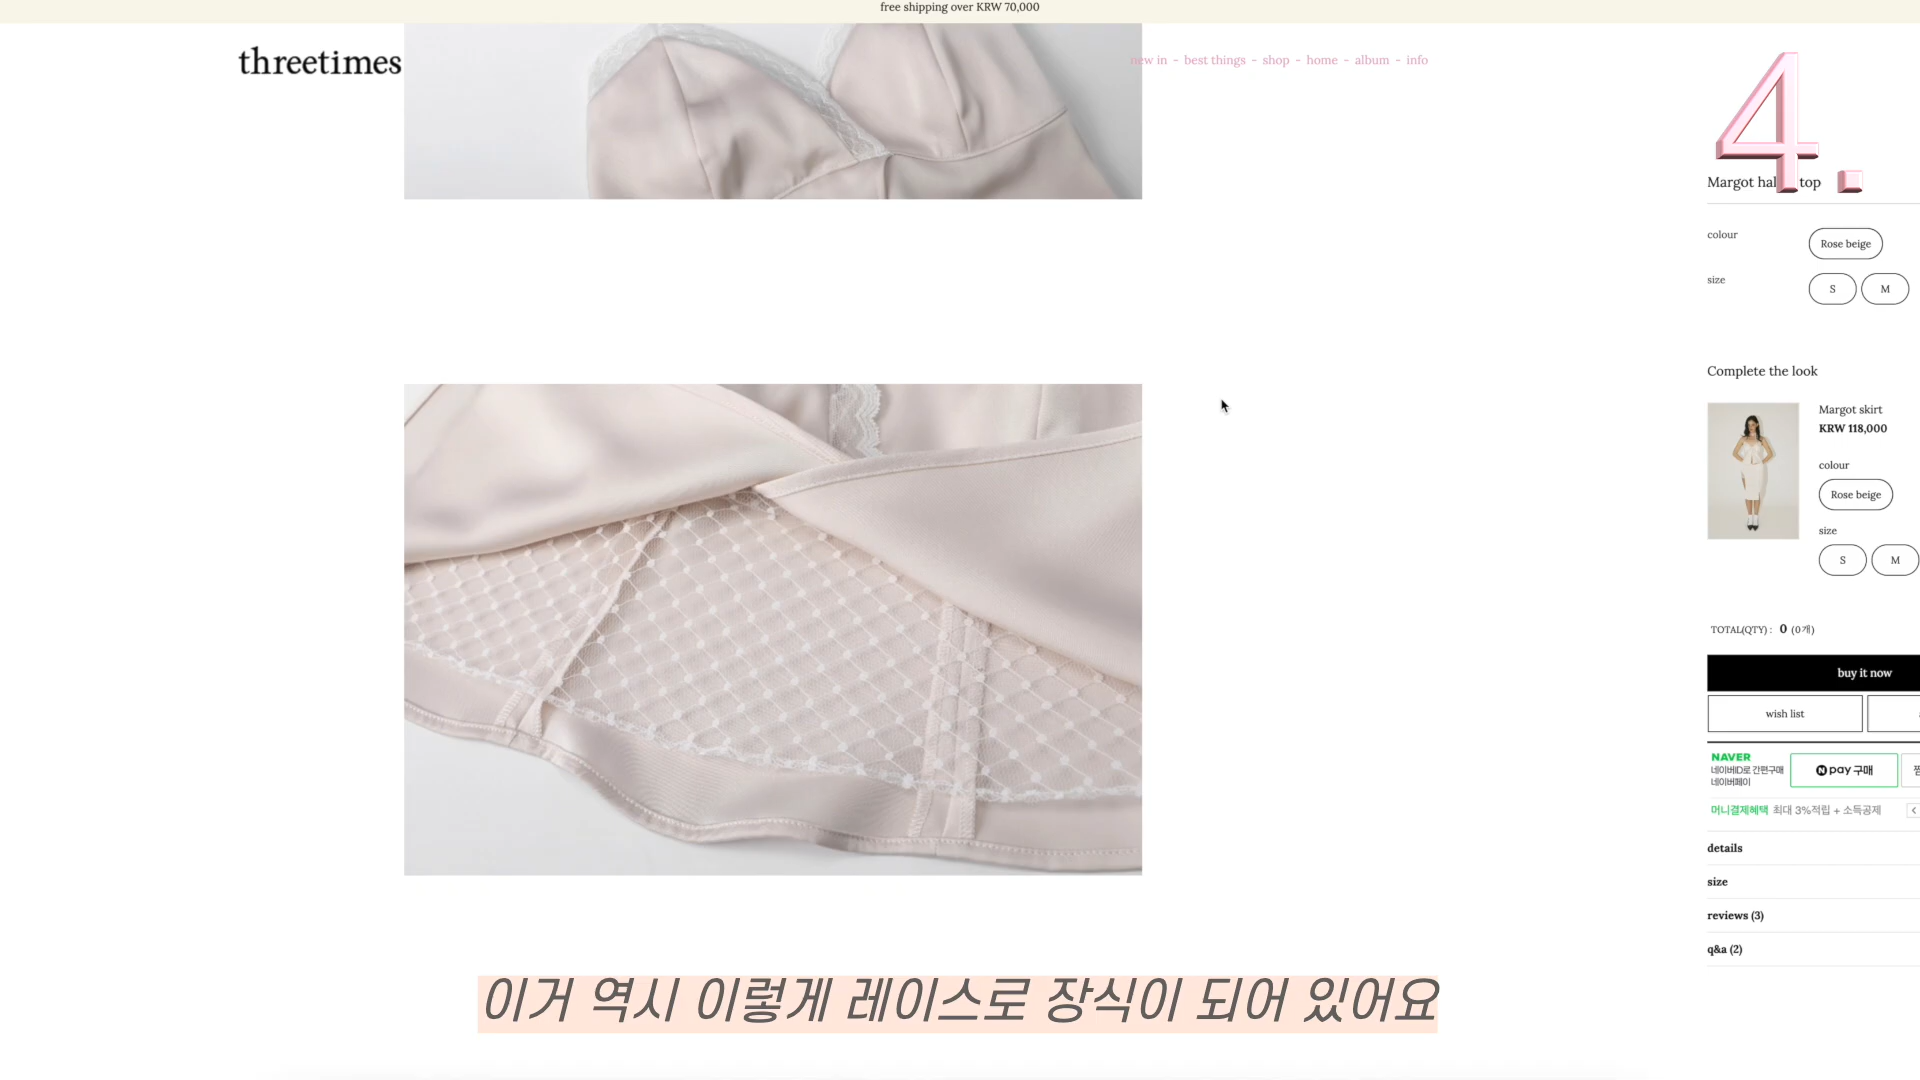 free shipping over KRW 70,000
threetimes
new in - best things - shop - home - album - info
4.
Margot top
colour
Rose beige
size
S M
Complete the look
Margot skirt
KRW 118,000
colour
Rose beige
size
S M
TOTAL(QTY) : 0 (0개)
buy it now
wish list
NAVER
네이버ID로 간편구매
네이버페이
N pay 구매
머니결제혜택 최대 3%적립 + 소득공제
details
size
reviews (3)
q&a (2)
이거 역시 이렇게 레이스로 장식이 되어 있어요